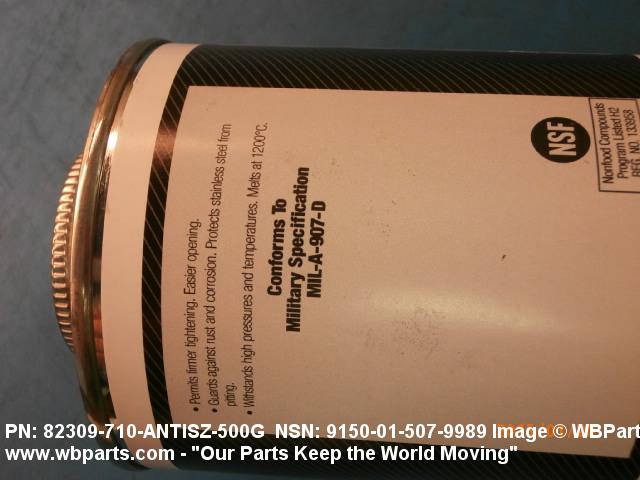 • Permits firmer tightening. Easier opening.
• Guards against rust and corrosion. Protects stainless steel from
pitting.
• Withstands high pressures and temperatures. Melts at 1200°C.
Conforms To
Military Specification
MIL-A-907-D
NSF
Nonfood Compounds
Program Listed H2
REG. NO. 133958
PN: 82309-710-ANTISZ-500G NSN: 9150-01-507-9989 Image © WBPart
www.wbparts.com - "Our Parts Keep the World Moving"